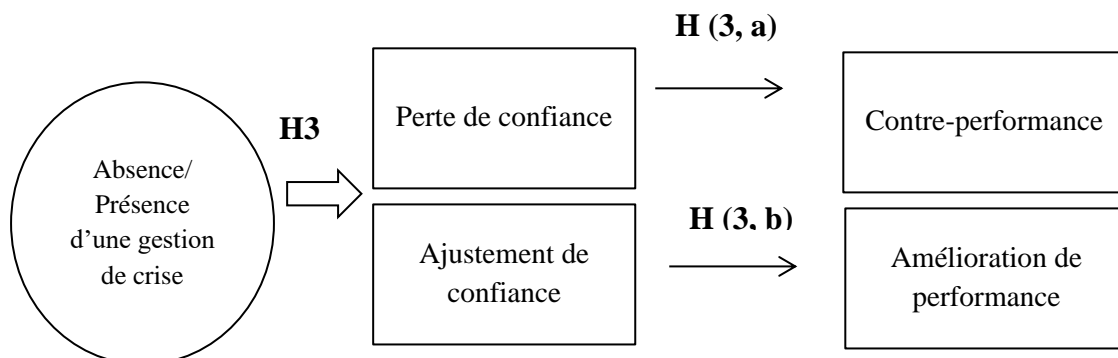 H (3, a)
H3
Absence/
Présence
d’une gestion
de crise
Perte de confiance
Contre-performance
H (3, b)
Ajustement de
confiance
Amélioration de
performance